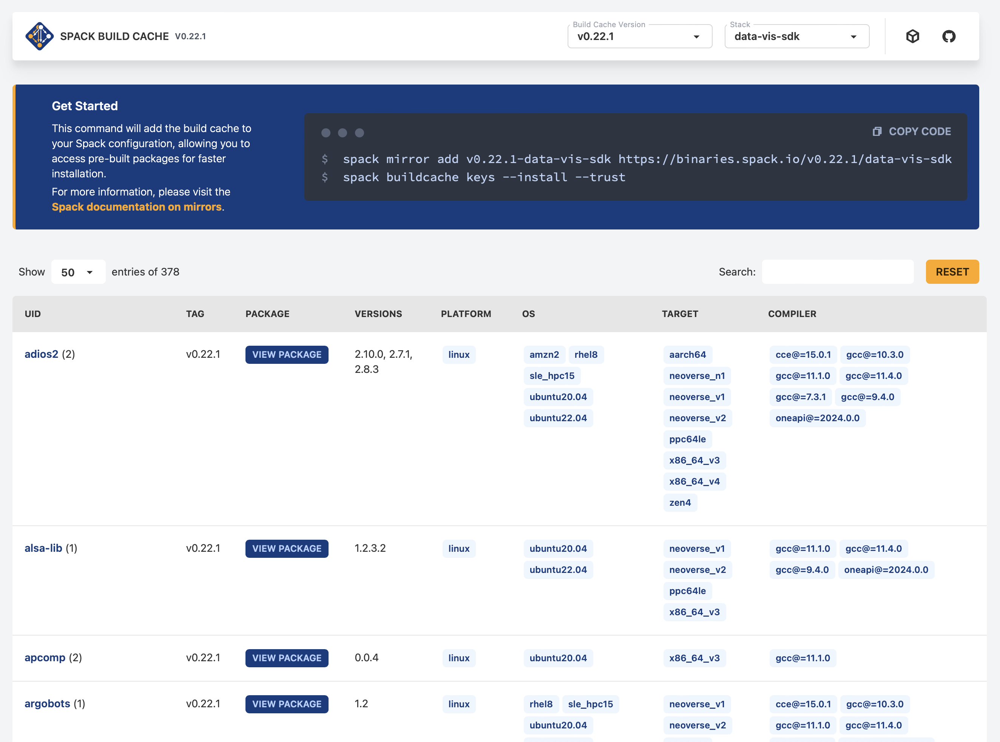 SPACK BUILD CACHE V0.22.1
Build Cache Version
v0.22.1
Stack
data-vis-sdk
Get Started
This command will add the build cache to
your Spack configuration, allowing you to
access pre-built packages for faster
installation.
For more information, please visit the
Spack documentation on mirrors.
COPY CODE
$ spack mirror add v0.22.1-data-vis-sdk https://binaries.spack.io/v0.22.1/data-vis-sdk
$ spack buildcache keys --install --trust
Show 50 entries of 378
Search:
RESET
UID TAG PACKAGE VERSIONS PLATFORM OS TARGET COMPILER
adios2 (2) v0.22.1 VIEW PACKAGE 2.10.0, 2.7.1, linux amzn2 rhel8 aarch64 cce@=15.0.1 gcc@=10.3.0
2.8.3 sle_hpc15 neoverse_n1 gcc@=11.1.0 gcc@=11.4.0
ubuntu20.04 neoverse_v1 gcc@=7.3.1 gcc@=9.4.0
ubuntu22.04 neoverse_v2 oneapi@=2024.0.0
ppc64le
x86_64_v3
x86_64_v4
zen4
alsa-lib (1) v0.22.1 VIEW PACKAGE 1.2.3.2 linux ubuntu20.04 neoverse_v1 gcc@=11.1.0 gcc@=11.4.0
ubuntu22.04 neoverse_v2 gcc@=9.4.0 oneapi@=2024.0.0
ppc64le
x86_64_v3
apcomp (2) v0.22.1 VIEW PACKAGE 0.0.4 linux ubuntu20.04 x86_64_v3 gcc@=11.1.0
argobots (1) v0.22.1 VIEW PACKAGE 1.2 linux rhel8 sle_hpc15 neoverse_v1 cce@=15.0.1 gcc@=10.3.0
ubuntu20.04 neoverse_v2 gcc@=11.1.0 gcc@=11.4.0